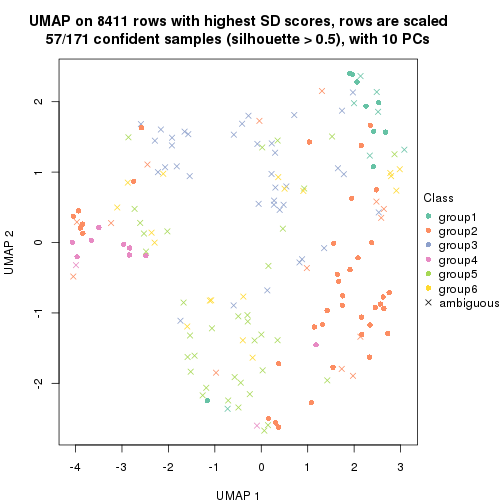 UMAP on 8411 rows with highest SD scores, rows are scaled
57/171 confident samples (silhouette > 0.5), with 10 PCs
2
1
0
-1
-2
UMAP 2
-4
-3
-2
-1
0
1
2
3
UMAP 1
Class
group1
group2
group3
group4
group5
group6
ambiguous